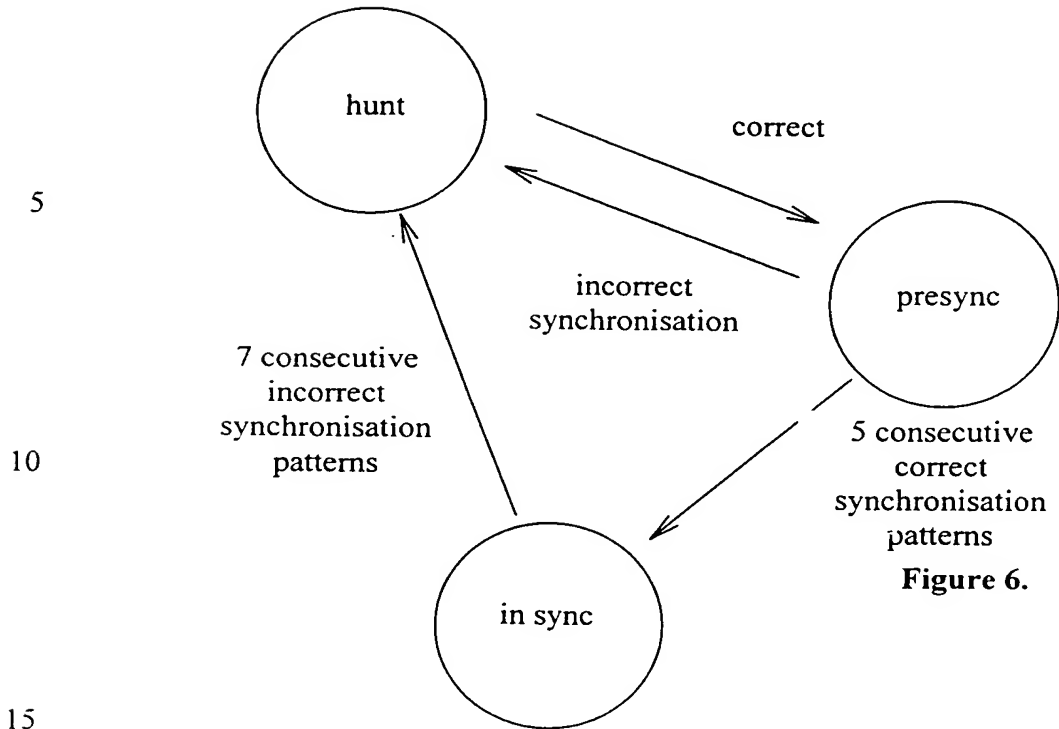 hunt
correct
5
incorrect
synchronisation
presync
7 consecutive
incorrect
synchronisation
patterns
10
5 consecutive
correct
synchronisation
patterns
Figure 6.
in sync
15